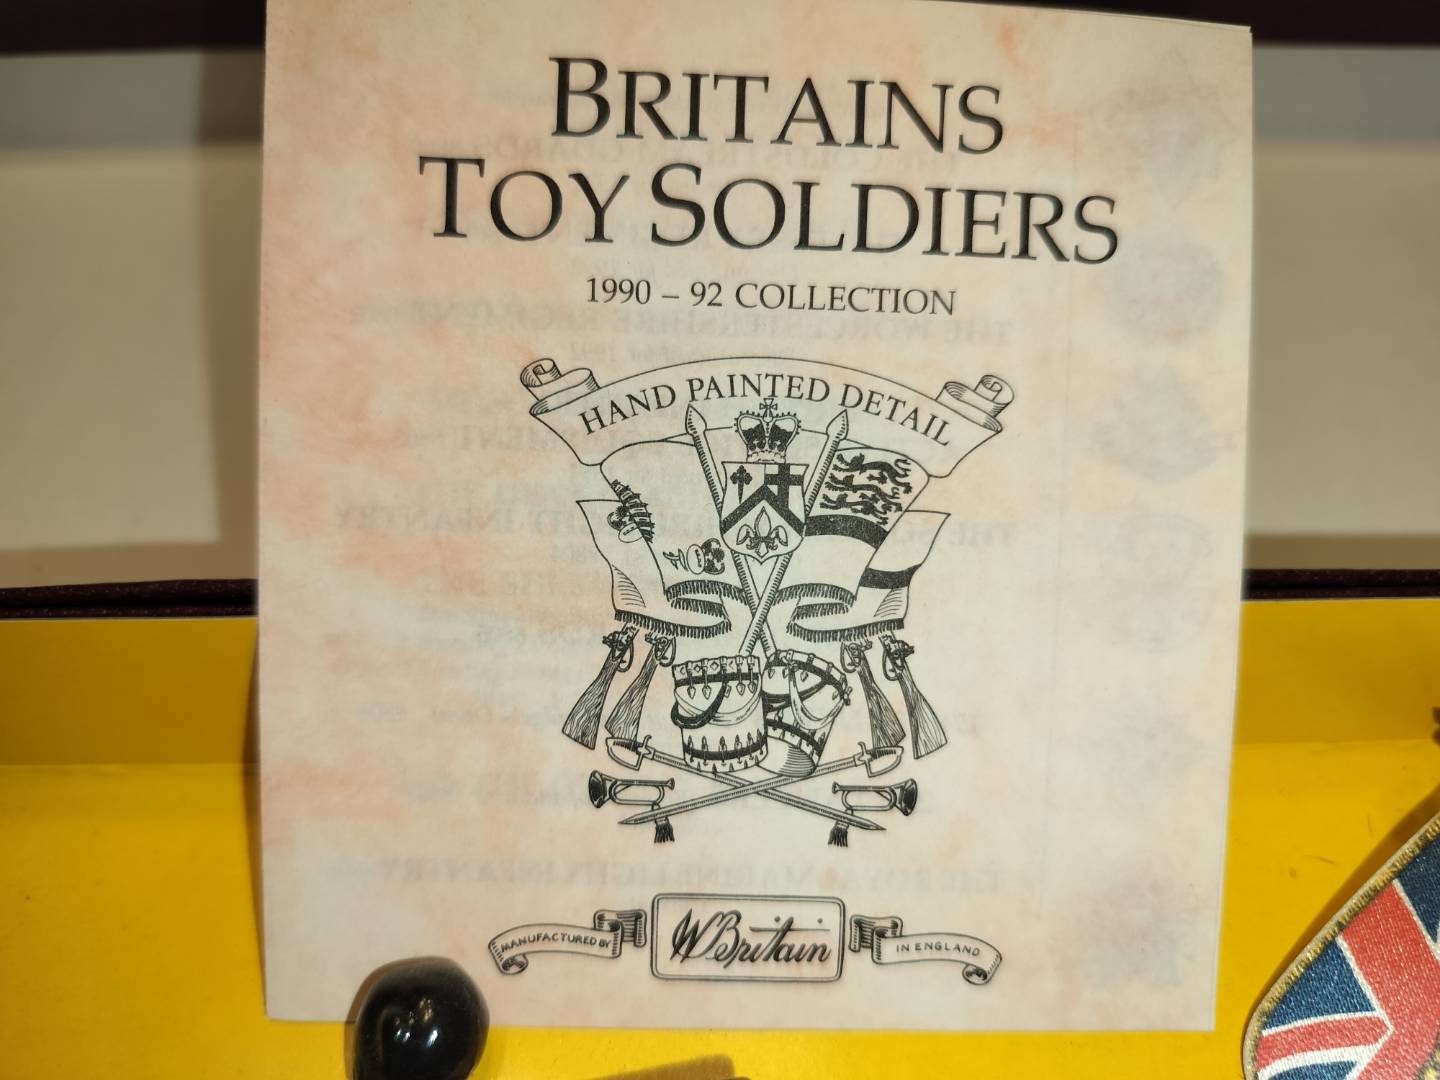 BRITAINS
TOY SOLDIERS
1990 – 92 COLLECTION
HAND PAINTED DETAIL
MANUFACTURED BY
W Britain
IN ENGLAND